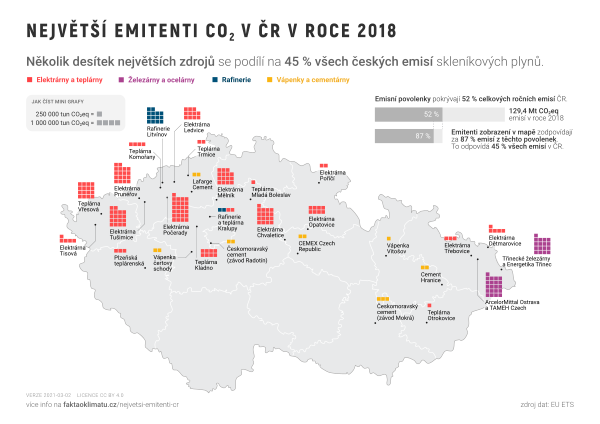 NEJVĚTŠÍ EMITENTI CO₂ V ČR V ROCE 2018
Několik desítek největších zdrojů se podílí na 45 % všech českých emisí skleníkových plynů.
Elektrárny a teplárny
Železárny a ocelárny
Rafinerie
Vápenky a cementárny
JAK ČÍST MINI GRAFY
250 000 tun CO₂eq =
1 000 000 tun CO₂eq =
Emisní povolenky pokrývají 52 % celkových ročních emisí ČR.
52 %
129,4 Mt CO₂eq
emisí v roce 2018
87 %
Emitenti zobrazení v mapě zodpovídají
za 87 % emisí z těchto povolenek.
To odpovídá 45 % všech emisí v ČR.
Rafinerie
Litvínov
Elektrárna
Ledvice
Teplárna
Komořany
Teplárna
Trmice
Elektrárna
Poříčí
Elektrárna
Prunéřov
Lafarge
Cement
Elektrárna
Mělník
Teplárna
Mladá Boleslav
Teplárna
Vřesová
Elektrárna
Tušimice
Elektrárna
Počerady
Rafinerie
a teplárna
Kralupy
Elektrárna
Chvaletice
Elektrárna
Opatovice
Elektrárna
Tisová
Plzeňská
teplárenská
Vápenka
čertovy
schody
Teplárna
Kladno
Českomoravský
cement
(závod Radotín)
CEMEX Czech
Republic
Vápenka
Vitošov
Elektrárna
Třebovice
Elektrárna
Dětmarovice
Třinecké železárny
a Energetika Třinec
Cement
Hranice
ArcelorMittal Ostrava
a TAMEH Czech
Českomoravský
cement
(závod Mokrá)
Teplárna
Otrokovice
VERZE 2021-03-02 LICENCE CC BY 4.0
více info na faktaoklimatu.cz/nejvetsi-emitenti-cr
zdroj dat: EU ETS